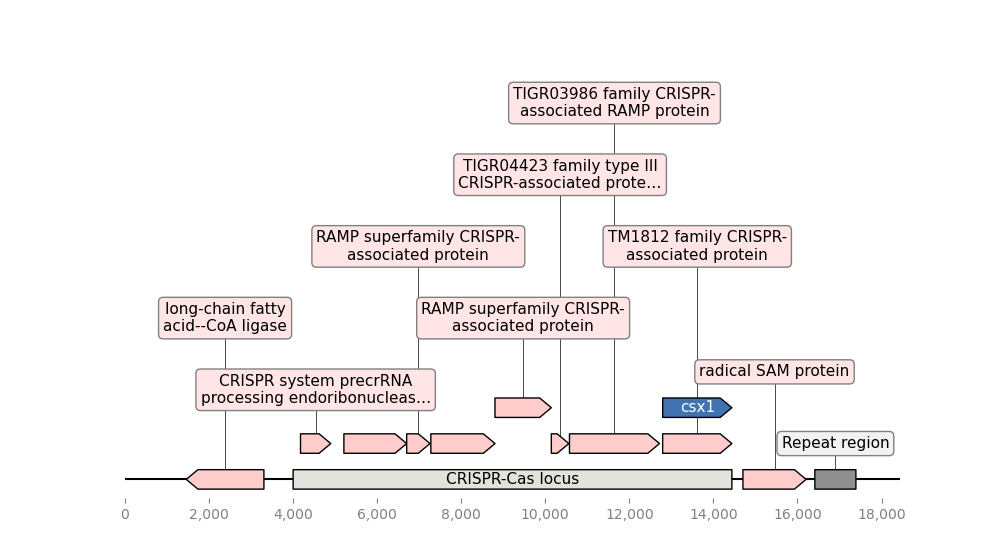 TIGR03986 family CRISPR-
associated RAMP protein
TIGR04423 family type III
CRISPR-associated prote…
RAMP superfamily CRISPR-
associated protein
TM1812 family CRISPR-
associated protein
long-chain fatty
acid--CoA ligase
RAMP superfamily CRISPR-
associated protein
CRISPR system precrRNA
processing endoribonucleas…
radical SAM protein
csx1
Repeat region
CRISPR-Cas locus
0 2,000 4,000 6,000 8,000 10,000 12,000 14,000 16,000 18,000